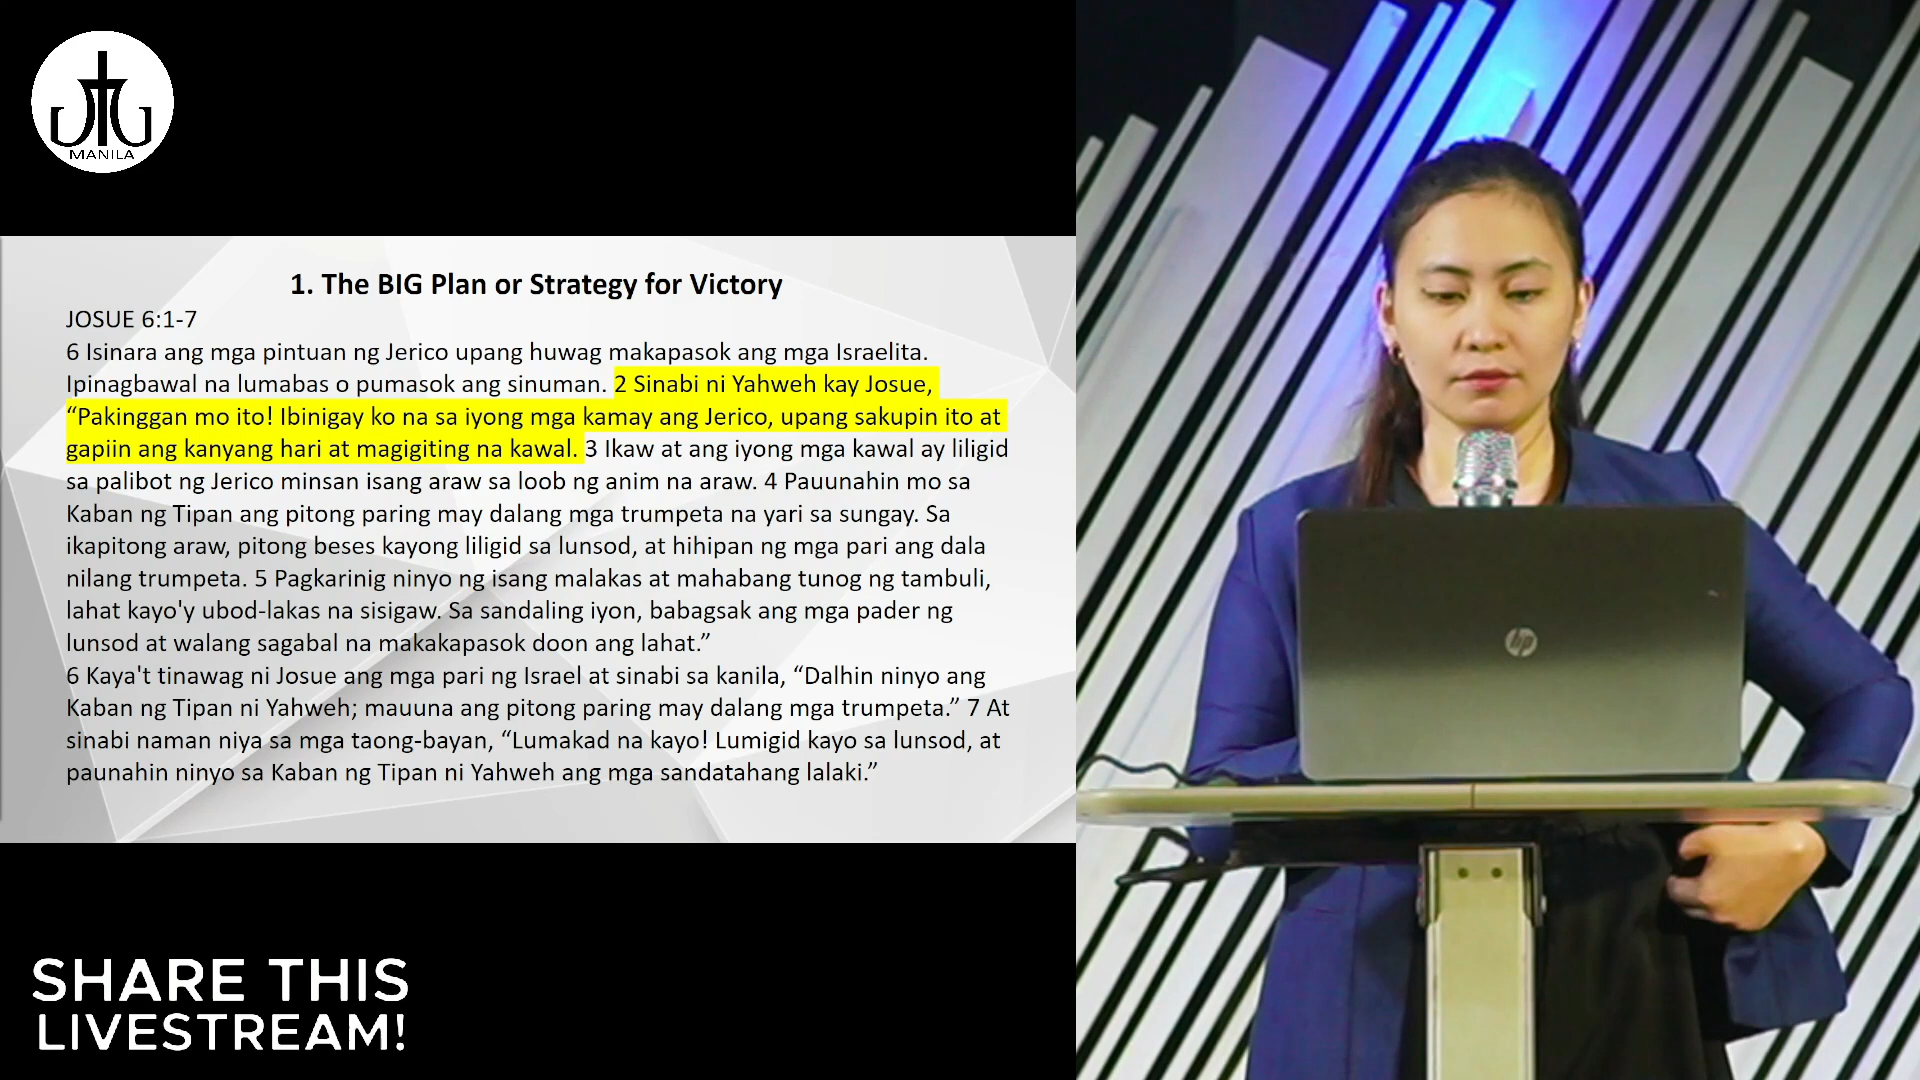 JTG
MANILA
1. The BIG Plan or Strategy for Victory
JOSUE 6:1-7
6 Isinara ang mga pintuan ng Jerico upang huwag makapasok ang mga Israelita.
Ipinagbawal na lumabas o pumasok ang sinuman. 2 Sinabi ni Yahweh kay Josue,
“Pakinggan mo ito! Ibinigay ko na sa iyong mga kamay ang Jerico, upang sakupin ito at
gapiin ang kanyang hari at magigiting na kawal. 3 Ikaw at ang iyong mga kawal ay liligid
sa palibot ng Jerico minsan isang araw sa loob ng anim na araw. 4 Pauunahin mo sa
Kaban ng Tipan ang pitong paring may dalang mga trumpeta na yari sa sungay. Sa
ikapitong araw, pitong beses kayong liligid sa lunsod, at hihipan ng mga pari ang dala
nilang trumpeta. 5 Pagkarinig ninyo ng isang malakas at mahabang tunog ng tambuli,
lahat kayo'y ubod-lakas na sisigaw. Sa sandaling iyon, babagsak ang mga pader ng
lunsod at walang sagabal na makakapasok doon ang lahat.”
6 Kaya't tinawag ni Josue ang mga pari ng Israel at sinabi sa kanila, “Dalhin ninyo ang
Kaban ng Tipan ni Yahweh; mauuna ang pitong paring may dalang mga trumpeta.” 7 At
sinabi naman niya sa mga taong-bayan, “Lumakad na kayo! Lumigid kayo sa lunsod, at
paunahin ninyo sa Kaban ng Tipan ni Yahweh ang mga sandatahang lalaki.”
SHARE THIS
LIVESTREAM!
hp